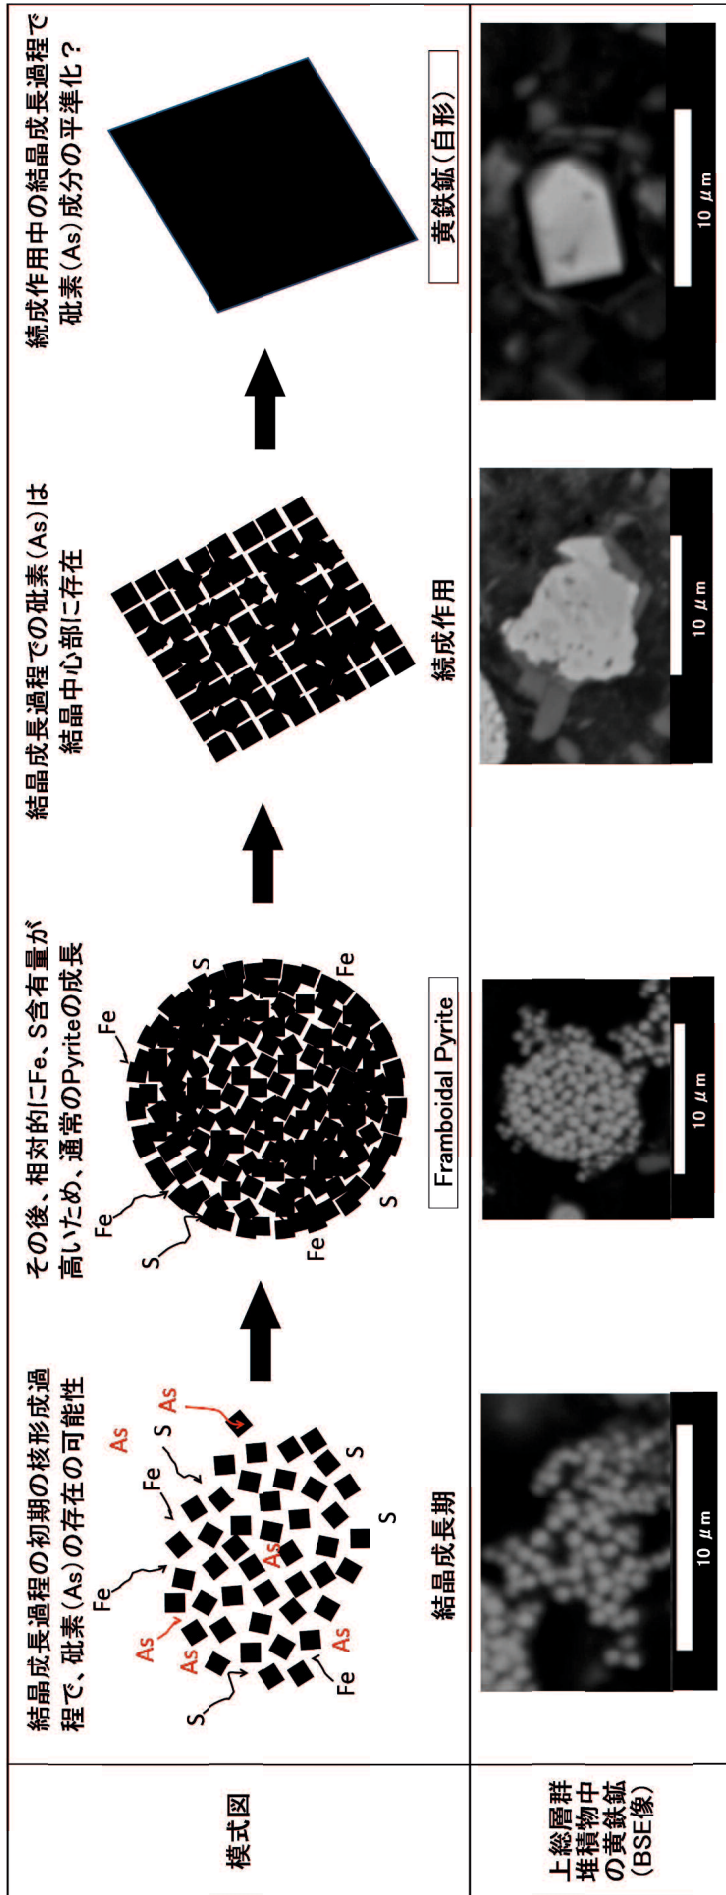 模式図
結晶成長過程の初期の核形成過
程で、砒素(As)の存在の可能性
As
As
S
Fe
Fe
As
As
S
As
As
Fe
S
S
結晶成長期
その後、相対的にFe、S含有量が
高いため、通常のPyriteの成長
Fe
S
Fe
Fe
S
Fe
S
Framboidal Pyrite
結晶成長過程での砒素(As)は
結晶中心部に存在
続成作用
続成作用中の結晶成長過程で
砒素(As)成分の平準化？
黄鉄鉱(自形)
上総層群
堆積物中
の黄鉄鉱
(BSE像)
10 μm
10 μm
10 μm
10 μm